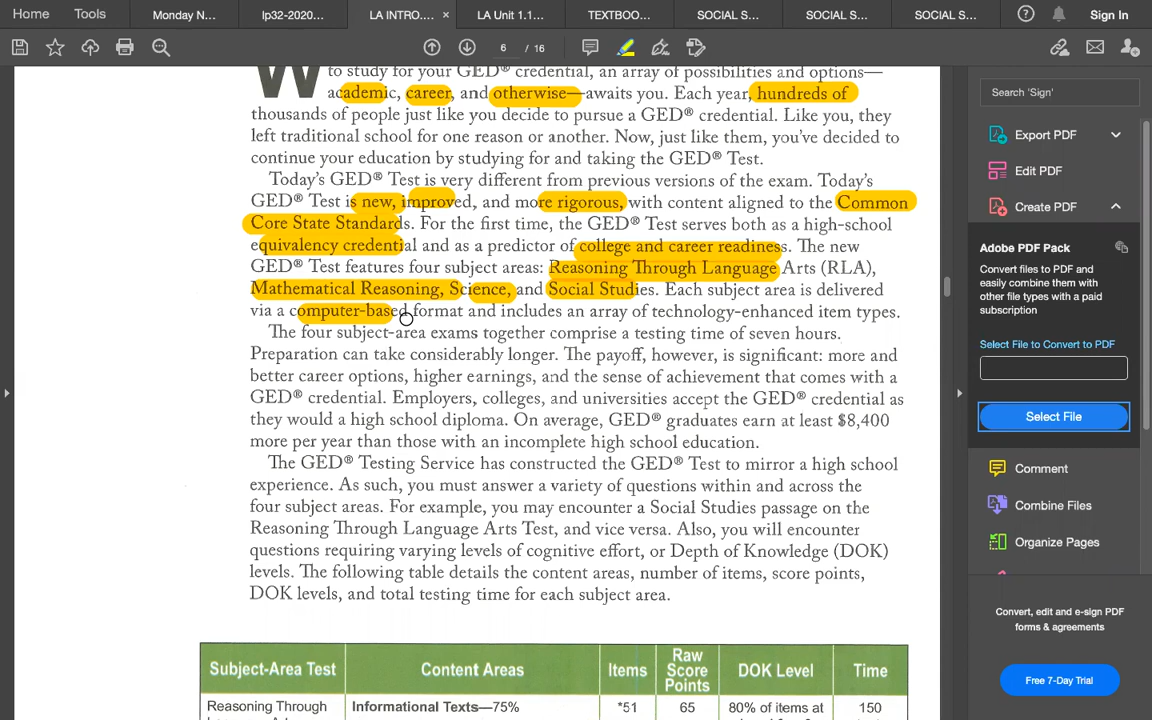 Home Tools Monday N... lp32-2020... LA INTRO.... × LA Unit 1.1... TEXTBOO... SOCIAL S... SOCIAL S... SOCIAL S... Sign In
6 / 16
W
to study for your GED® credential, an array of possibilities and options—
academic, career, and otherwise—awaits you. Each year, hundreds of
thousands of people just like you decide to pursue a GED® credential. Like you, they
left traditional school for one reason or another. Now, just like them, you've decided to
continue your education by studying for and taking the GED® Test.
Today's GED® Test is very different from previous versions of the exam. Today's
GED® Test is new, improved, and more rigorous, with content aligned to the Common
Core State Standards. For the first time, the GED® Test serves both as a high-school
equivalency credential and as a predictor of college and career readiness. The new
GED® Test features four subject areas: Reasoning Through Language Arts (RLA),
Mathematical Reasoning, Science, and Social Studies. Each subject area is delivered
via a computer-based format and includes an array of technology-enhanced item types.
The four subject-area exams together comprise a testing time of seven hours.
Preparation can take considerably longer. The payoff, however, is significant: more and
better career options, higher earnings, and the sense of achievement that comes with a
GED® credential. Employers, colleges, and universities accept the GED® credential as
they would a high school diploma. On average, GED® graduates earn at least $8,400
more per year than those with an incomplete high school education.
The GED® Testing Service has constructed the GED® Test to mirror a high school
experience. As such, you must answer a variety of questions within and across the
four subject areas. For example, you may encounter a Social Studies passage on the
Reasoning Through Language Arts Test, and vice versa. Also, you will encounter
questions requiring varying levels of cognitive effort, or Depth of Knowledge (DOK)
levels. The following table details the content areas, number of items, score points,
DOK levels, and total testing time for each subject area.
Subject-Area Test Content Areas Items Raw Score Points DOK Level Time
Reasoning Through Informational Texts—75% *51 65 80% of items at 150
Search 'Sign'
Export PDF
Edit PDF
Create PDF
Adobe PDF Pack
Convert files to PDF and
easily combine them with
other file types with a paid
subscription
Select File to Convert to PDF
Select File
Comment
Combine Files
Organize Pages
Convert, edit and e-sign PDF
forms & agreements
Free 7-Day Trial